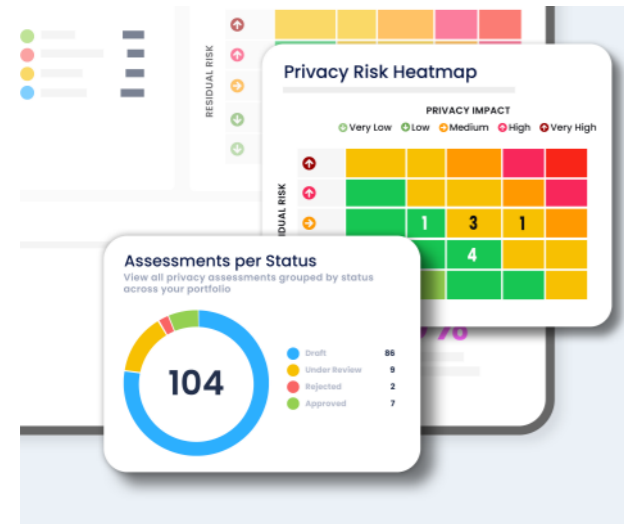 RESIDUAL RISK
Privacy Risk Heatmap
PRIVACY IMPACT
Very Low Low Medium High Very High
DUAL RISK
1 3 1
4
Assessments per Status
View all privacy assessments grouped by status
across your portfolio
104
Draft 86
Under Review 9
Rejected 2
Approved 7
%